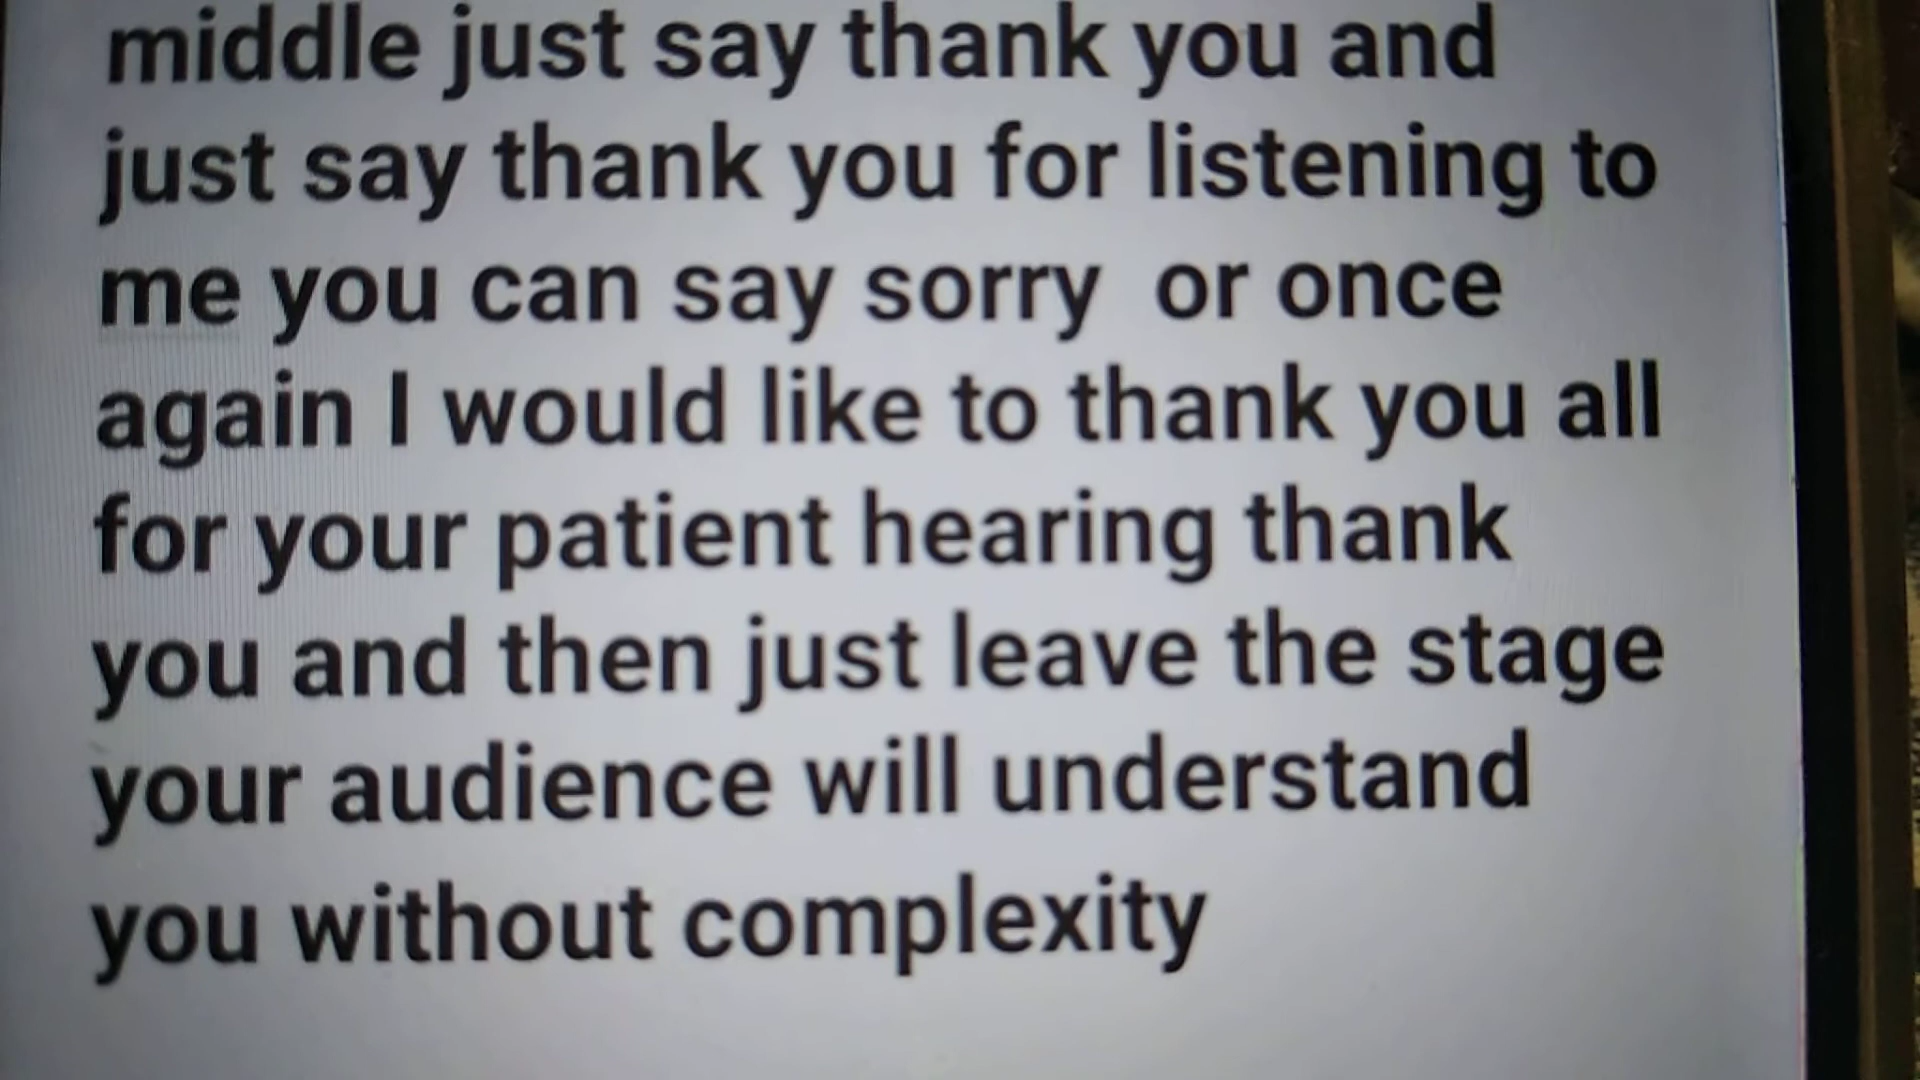 middle just say thank you and
just say thank you for listening to
me you can say sorry or once
again I would like to thank you all
for your patient hearing thank
you and then just leave the stage
your audience will understand
you without complexity